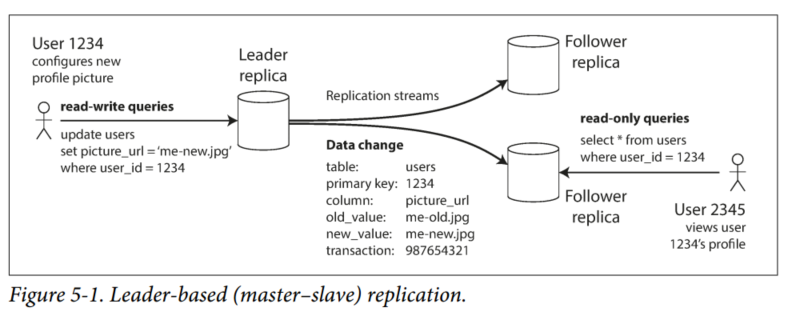 User 1234
configures new
profile picture
read-write queries
update users
set picture_url ='me-new.jpg'
where user_id = 1234
Leader
replica
Replication streams
Data change
table: users
primary key: 1234
column: picture_url
old_value: me-old.jpg
new_value: me-new.jpg
transaction: 987654321
Follower
replica
read-only queries
select * from users
where user_id = 1234
Follower
replica
User 2345
views user
1234's profile
Figure 5-1. Leader-based (master–slave) replication.